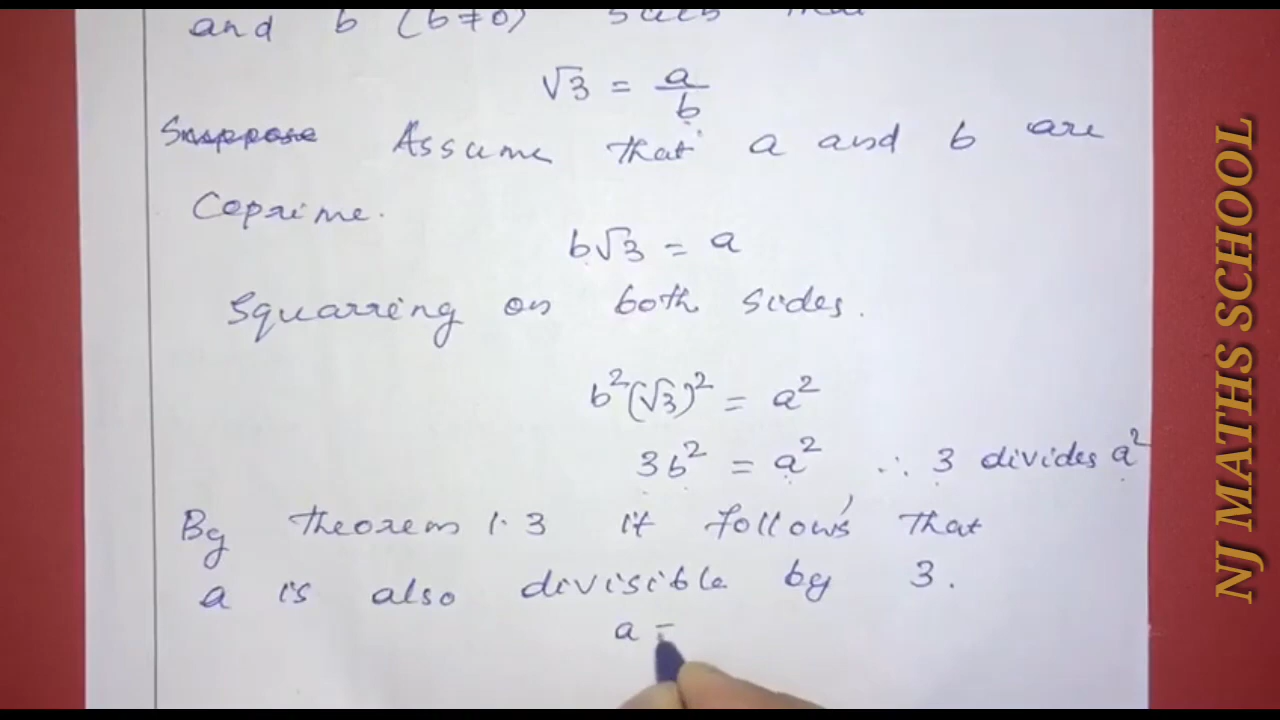 and b (b≠0) such that
√3 = a/b
Suppose Assume that a and b are
Coprime.
b√3 = a
Squarring on both sides.
b²(√3)² = a²
3b² = a² ∴ 3 divides a²
By theorem 1.3 it follows that
a is also divisible by 3.
a =
NJ MATHS SCHOOL